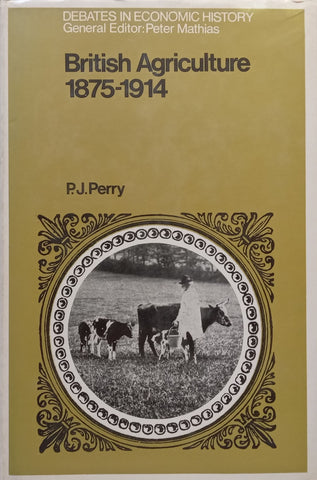 DEBATES IN ECONOMIC HISTORY
General Editor: Peter Mathias
British Agriculture
1875-1914
P.J. Perry